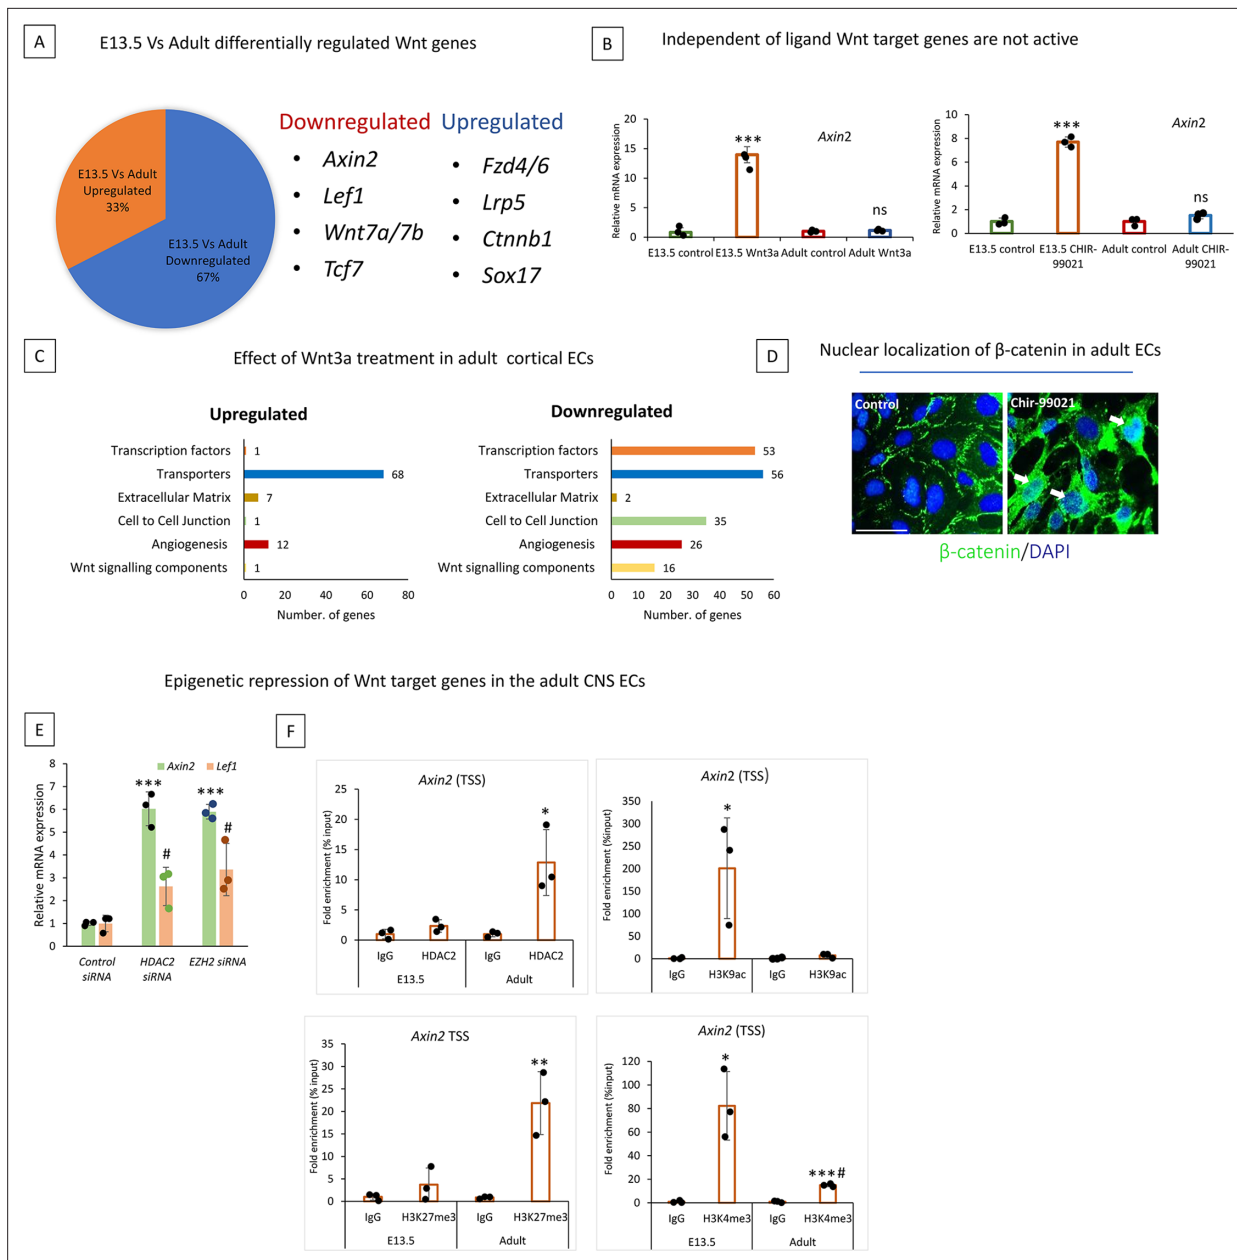 A
E13.5 Vs Adult differentially regulated Wnt genes
E13.5 Vs Adult
Upregulated
33%
E13.5 Vs Adult
Downregulated
67%
Downregulated
• Axin2
• Lef1
• Wnt7a/7b
• Tcf7
Upregulated
• Fzd4/6
• Lrp5
• Ctnnb1
• Sox17
B
Independent of ligand Wnt target genes are not active
Relative mRNA expression
20
15
10
5
0
***
Axin2
ns
E13.5 control
E13.5 Wnt3a
Adult control
Adult Wnt3a
Relative mRNA expression
10
8
6
4
2
0
***
Axin2
ns
E13.5 control
E13.5 CHIR-
99021
Adult control
Adult CHIR-
99021
C
Effect of Wnt3a treatment in adult cortical ECs
Upregulated
Transcription factors 1
Transporters 68
Extracellular Matrix 7
Cell to Cell Junction 1
Angiogenesis 12
Wnt signalling components 1
0 20 40 60 80
Number. of genes
Downregulated
Transcription factors 53
Transporters 56
Extracellular Matrix 2
Cell to Cell Junction 35
Angiogenesis 26
Wnt signalling components 16
0 10 20 30 40 50 60
Number. of genes
D
Nuclear localization of β-catenin in adult ECs
Control
Chir-99021
β-catenin/DAPI
Epigenetic repression of Wnt target genes in the adult CNS ECs
E
Relative mRNA expression
8
7
6
5
4
3
2
1
0
Axin2 Lef1
***
#
***
#
Control
siRNA
HDAC2
siRNA
EZH2 siRNA
F
Axin2 (TSS)
Fold enrichment (% input)
25
20
15
10
5
0
*
IgG HDAC2 IgG HDAC2
E13.5 Adult
Axin2 (TSS)
Fold enrichment (%input)
350
300
250
200
150
100
50
0
*
IgG H3K9ac IgG H3K9ac
Axin2 TSS
Fold enrichment (% input)
35
30
25
20
15
10
5
0
**
IgG H3K27me3 IgG H3K27me3
E13.5 Adult
Axin2 (TSS)
Fold enrichment (%input)
120
100
80
60
40
20
0
*
***#
IgG H3K4me3 IgG H3K4me3
E13.5 Adult